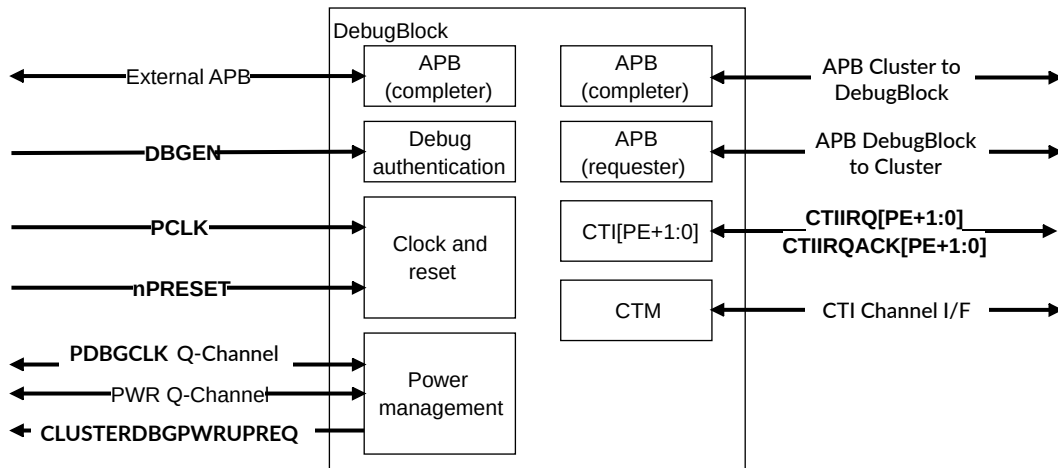 DebugBlock
External APB
APB
(completer)
DBGEN
Debug
authentication
PCLK
nPRESET
Clock and
reset
PDBGCLK Q-Channel
PWR Q-Channel
CLUSTERDBGPWRUPREQ
Power
management
APB
(completer)
APB Cluster to
DebugBlock
APB
(requester)
APB DebugBlock
to Cluster
CTI[PE+1:0]
CTIIRQ[PE+1:0]
CTIIRQACK[PE+1:0]
CTM
CTI Channel I/F